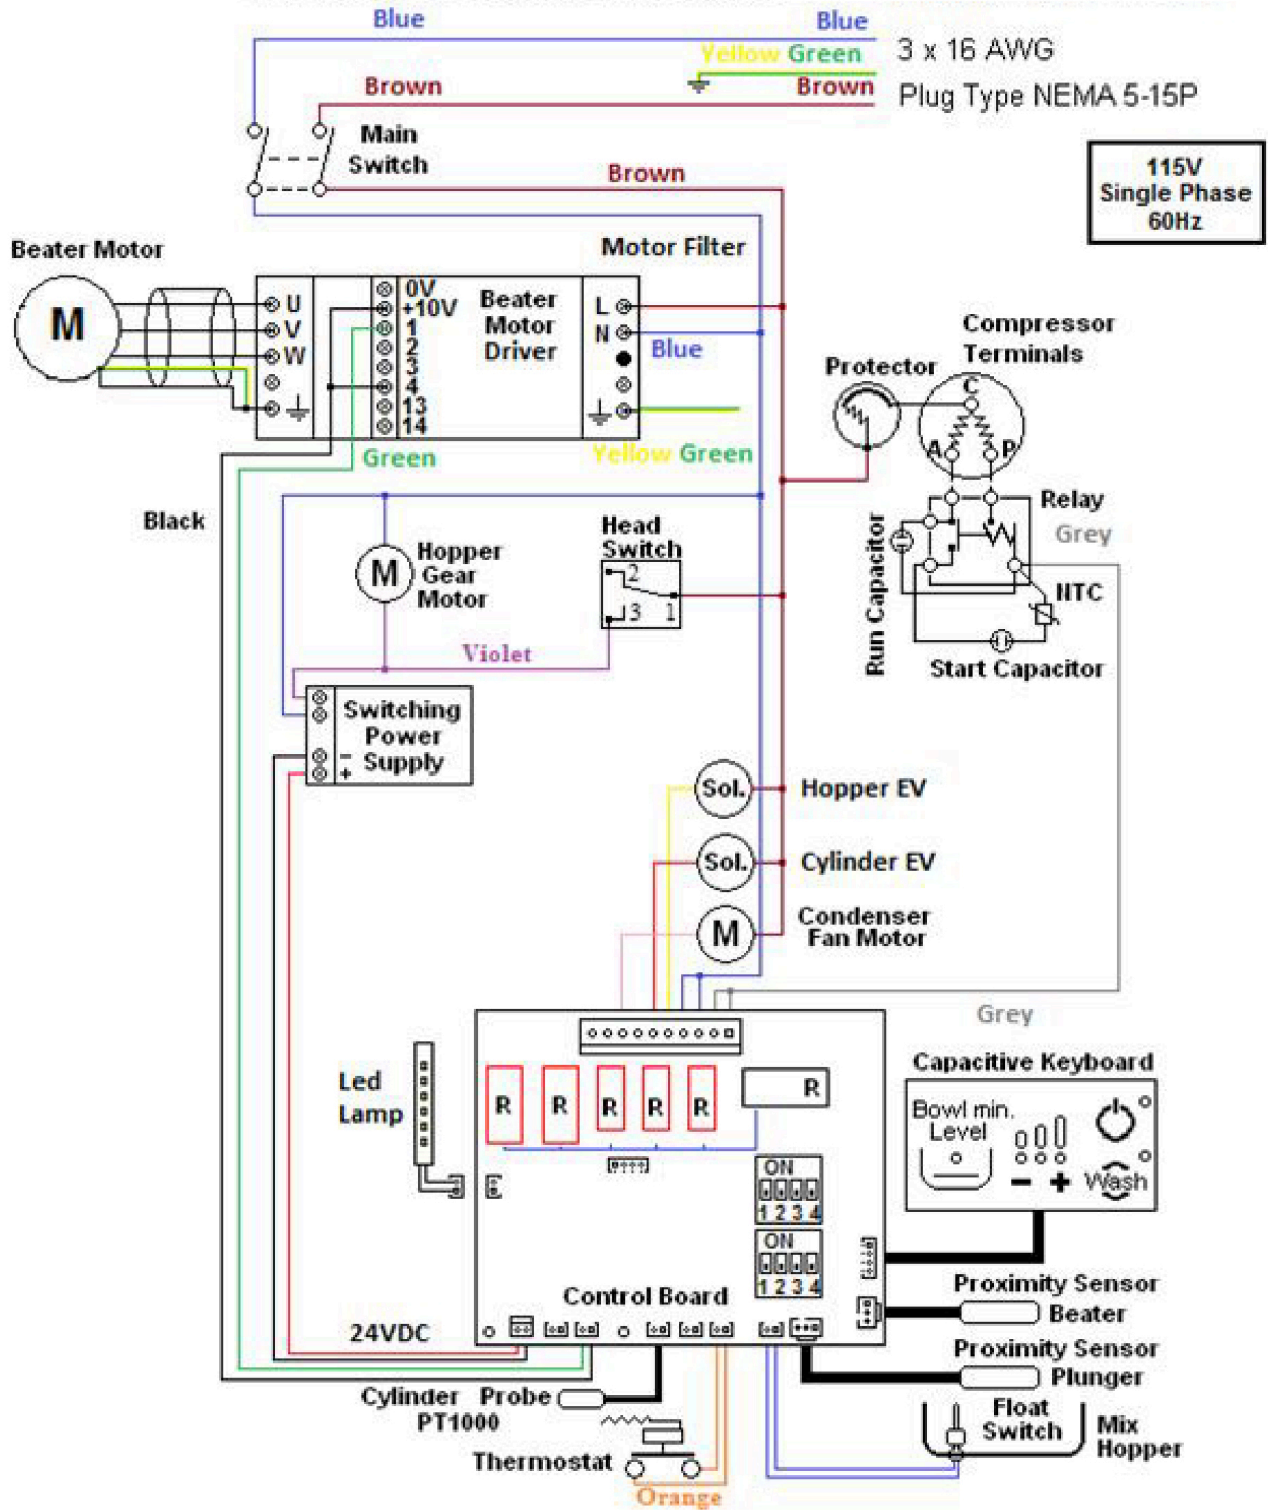 Blue
Blue
Yellow Green
3 x 16 AWG
Brown
Brown
Plug Type NEMA 5-15P
Main
Switch
Brown
115V
Single Phase
60Hz
Beater Motor
Motor Filter
M
U
V
W
0V
+10V
1
2
3
4
13
14
Beater
Motor
Driver
L
N
Blue
Green
Yellow Green
Compressor
Terminals
Protector
C
A
P
Relay
Grey
Run Capacitor
NTC
Start Capacitor
Black
M
Hopper
Gear
Motor
Head
Switch
2
3
1
Violet
Switching
Power
Supply
-
+
Sol.
Hopper EV
Sol.
Cylinder EV
M
Condenser
Fan Motor
Grey
Led
Lamp
R
R
R
R
R
R
ON
1 2 3 4
ON
1 2 3 4
Control Board
Capacitive Keyboard
Bowl min.
Level
- +
Wash
Proximity Sensor
Beater
Proximity Sensor
Plunger
24VDC
Cylinder Probe
PT1000
Thermostat
Orange
Float
Switch
Mix
Hopper